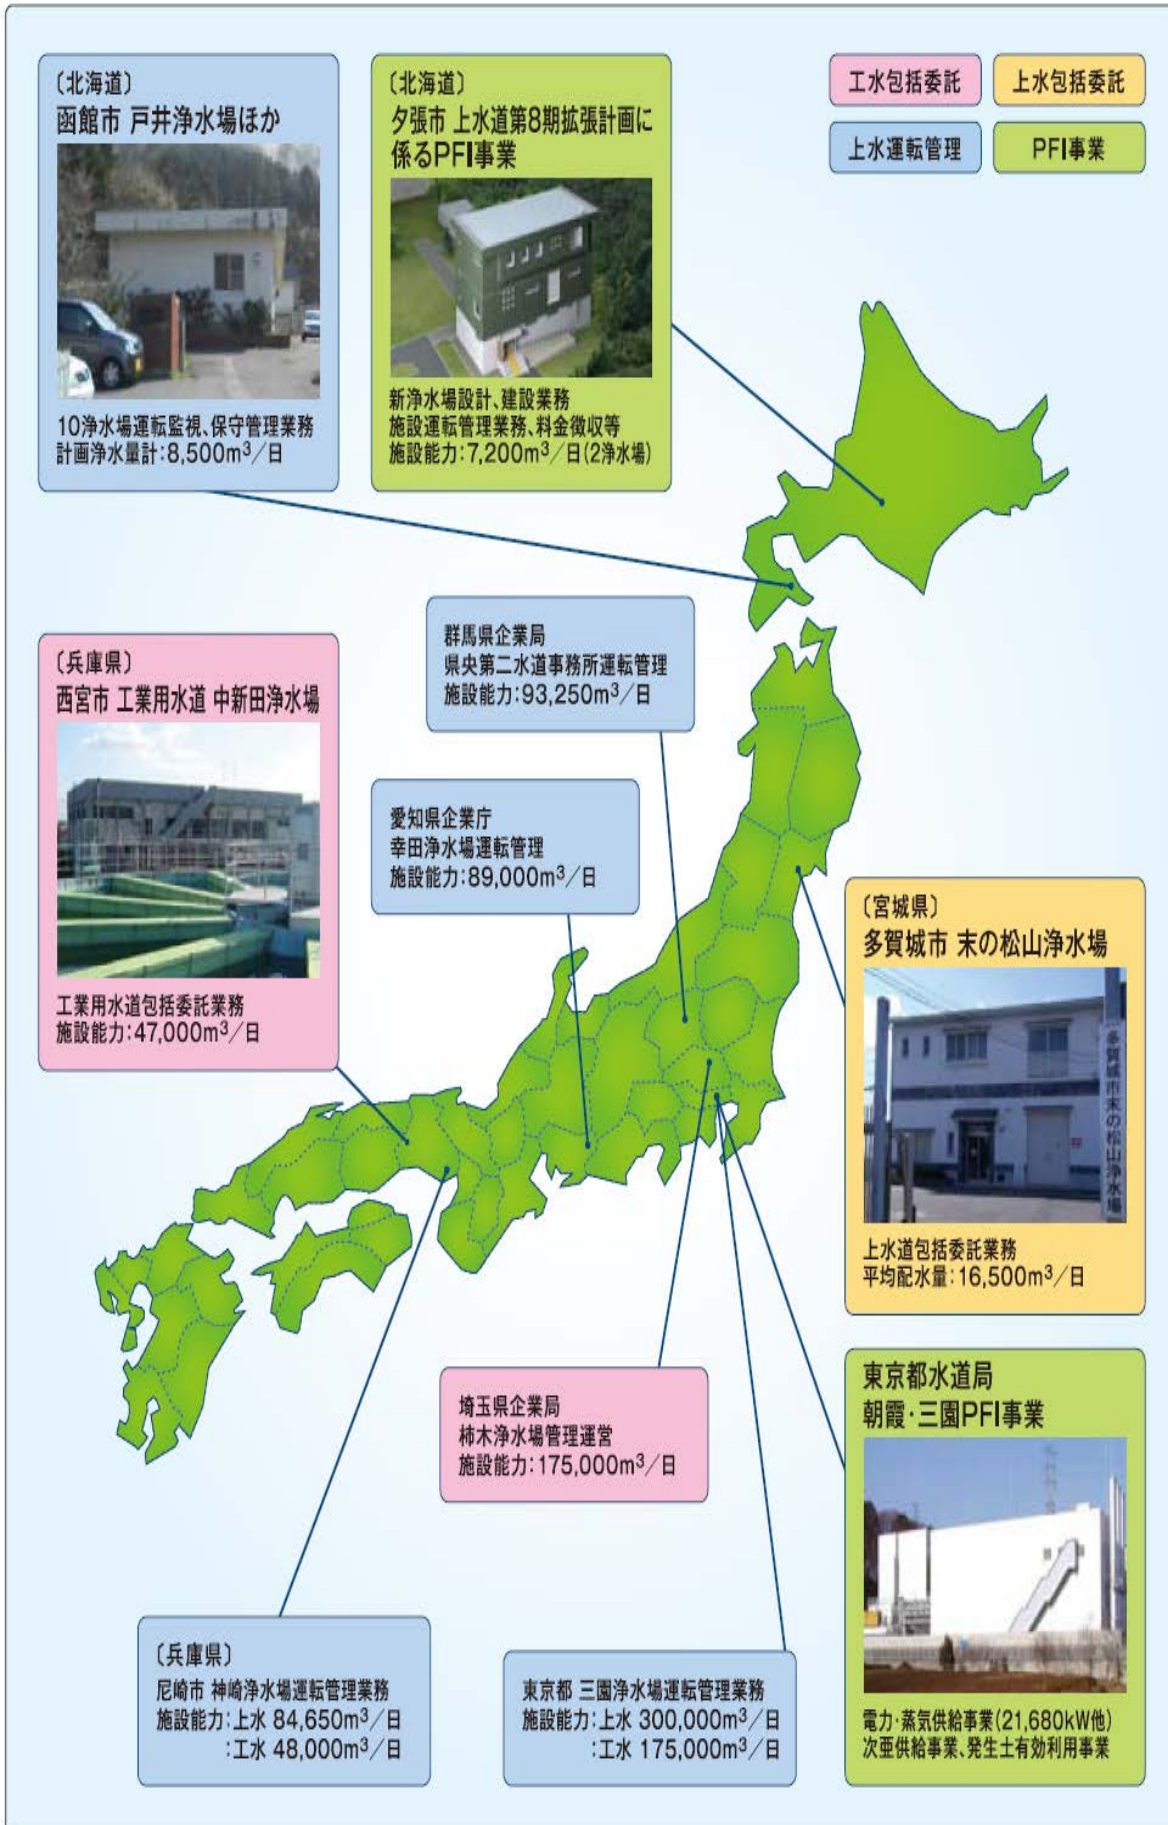 〔北海道〕
函館市 戸井浄水場ほか
10浄水場運転監視、保守管理業務
計画浄水量計：8,500m³／日
〔北海道〕
夕張市 上水道第8期拡張計画に
係るPFI事業
新浄水場設計、建設業務
施設運転管理業務、料金徴収等
施設能力：7,200m³／日（2浄水場）
工水包括委託
上水包括委託
上水運転管理
PFI事業
群馬県企業局
県央第二水道事務所運転管理
施設能力：93,250m³／日
〔兵庫県〕
西宮市 工業用水道 中新田浄水場
工業用水道包括委託業務
施設能力：47,000m³／日
愛知県企業庁
幸田浄水場運転管理
施設能力：89,000m³／日
〔宮城県〕
多賀城市 末の松山浄水場
多賀城市末の松山浄水場
上水道包括委託業務
平均配水量：16,500m³／日
埼玉県企業局
柿木浄水場管理運営
施設能力：175,000m³／日
東京都水道局
朝霞・三園PFI事業
電力・蒸気供給事業（21,680kW他）
次亜供給事業、発生土有効利用事業
〔兵庫県〕
尼崎市 神崎浄水場運転管理業務
施設能力：上水 84,650m³／日
：工水 48,000m³／日
東京都 三園浄水場運転管理業務
施設能力：上水 300,000m³／日
：工水 175,000m³／日